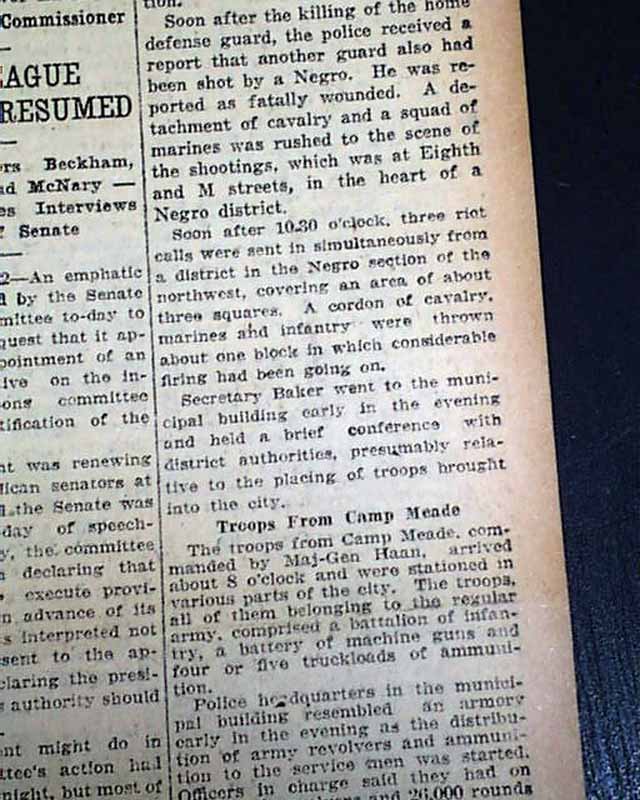 Commissioner
EAGUE
RESUMED
rs Beckham,
ad McNary —
es Interviews
Senate
2—An emphatic
d by the Senate
mittee to-day to
quest that it ap-
pointment of an
ive on the in-
ons committee
tification of the
nt was renewing
lican senators at
the Senate was
day of speech-
y, the committee
declaring that
execute provi-
n advance of its
s interpreted not
sent to the ap-
claring the presi-
s authority should
ent might do in
ttee's action had
night, but most of
tion.
Soon after the killing of the home
defense guard, the police received a
report that another guard also had
been shot by a Negro. He was re-
ported as fatally wounded. A de-
tachment of cavalry and a squad of
marines was rushed to the scene of
the shootings, which was at Eighth
and M streets, in the heart of a
Negro district.
Soon after 10.30 o'clock, three riot
calls were sent in simultaneously from
a district in the Negro section of the
northwest, covering an area of about
three squares. A cordon of cavalry,
marines and infantry were thrown
about one block in which considerable
firing had been going on.
Secretary Baker went to the muni-
cipal building early in the evening
and held a brief conference with
district authorities, presumably rela-
tive to the placing of troops brought
into the city.
Troops From Camp Meade
The troops from Camp Meade, com-
manded by Maj-Gen Haan, arrived
about 8 o'clock and were stationed in
various parts of the city. The troops,
all of them belonging to the regular
army, comprised a battalion of infan-
try, a battery of machine guns and
four or five truckloads of ammuni-
tion.
Police headquarters in the munici-
pal building resembled an armory
early in the evening as the distribu-
tion of army revolvers and ammuni-
tion to the service men was started.
Officers in charge said they had on
and 26,000 rounds